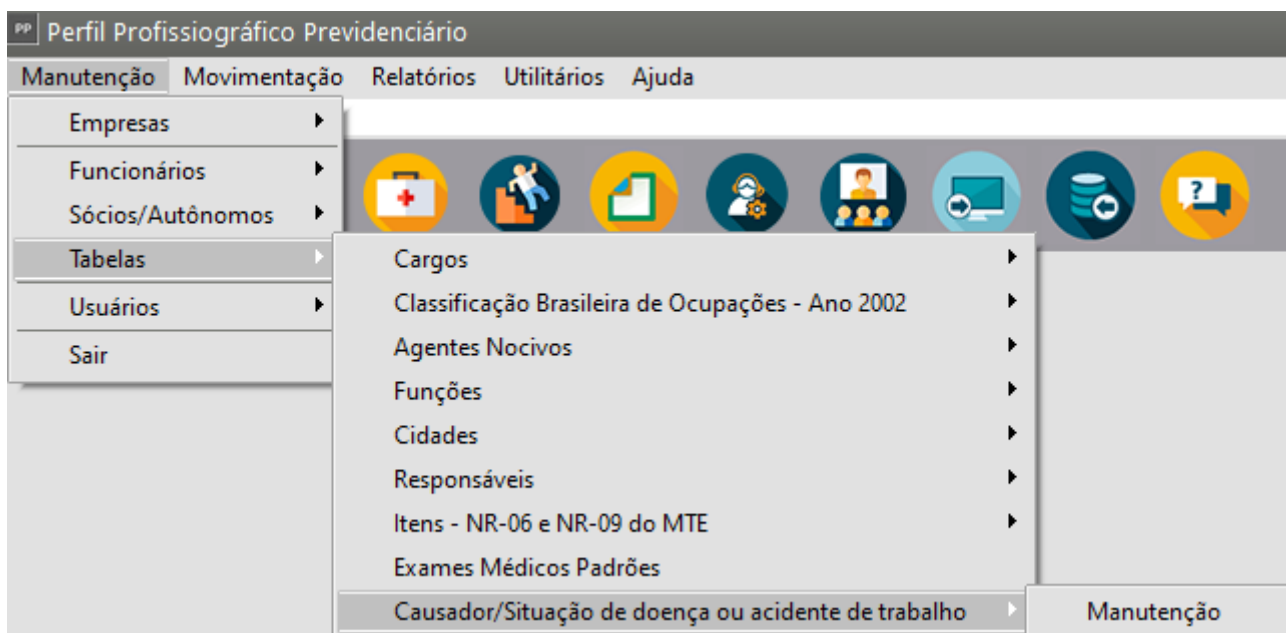 PP Perfil Profissiográfico Previdenciário
Manutenção Movimentação Relatórios Utilitários Ajuda
Empresas
Funcionários
Sócios/Autônomos
Tabelas
Usuários
Sair
?
Cargos
Classificação Brasileira de Ocupações - Ano 2002
Agentes Nocivos
Funções
Cidades
Responsáveis
Itens - NR-06 e NR-09 do MTE
Exames Médicos Padrões
Causador/Situação de doença ou acidente de trabalho
Manutenção